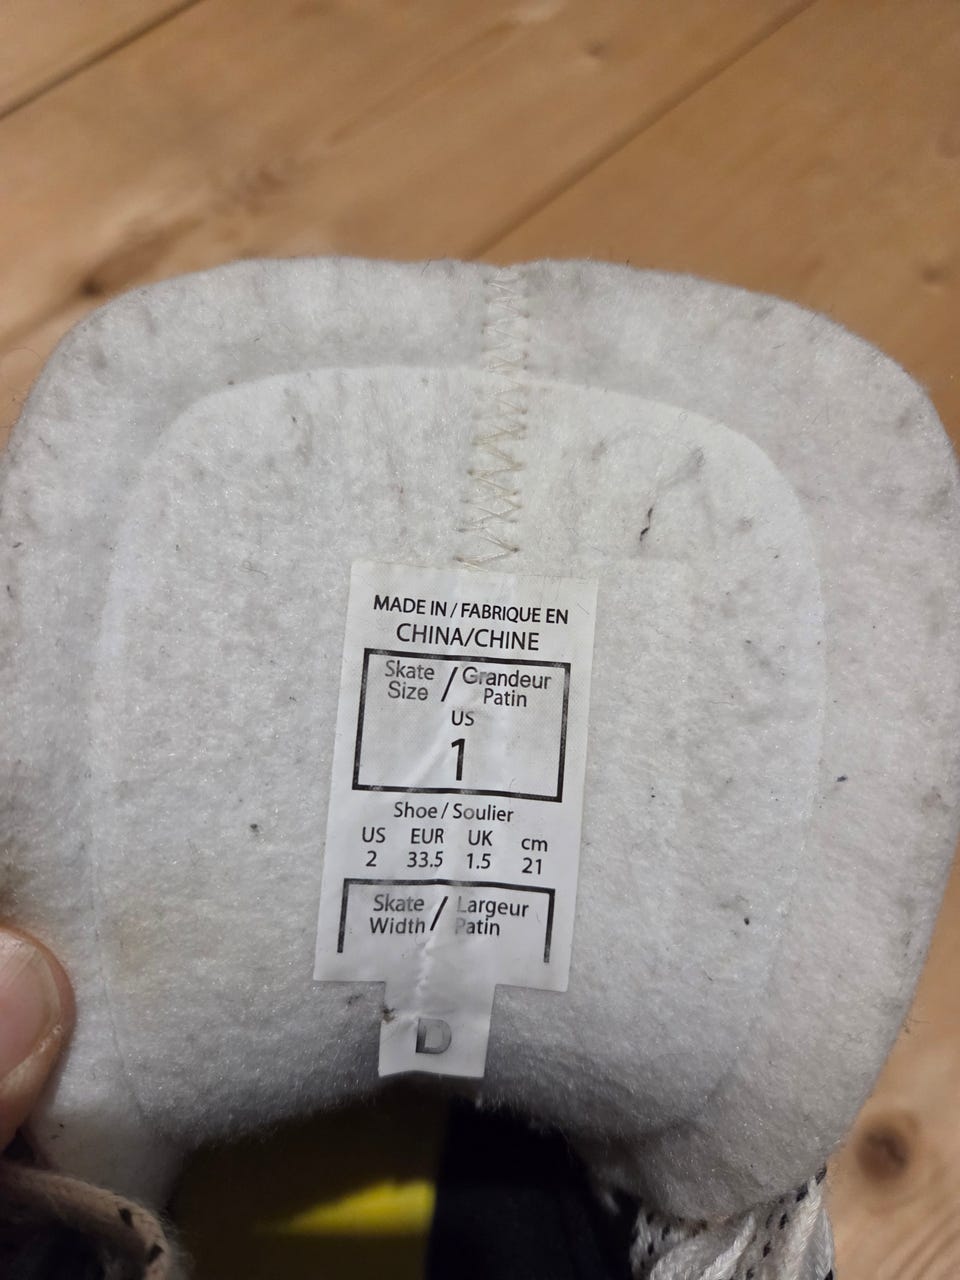 MADE IN / FABRIQUE EN
CHINA/CHINE
Skate Size / Grandeur Patin
US
1
Shoe / Soulier
US EUR UK cm
2 33.5 1.5 21
Skate Width / Largeur Patin
D